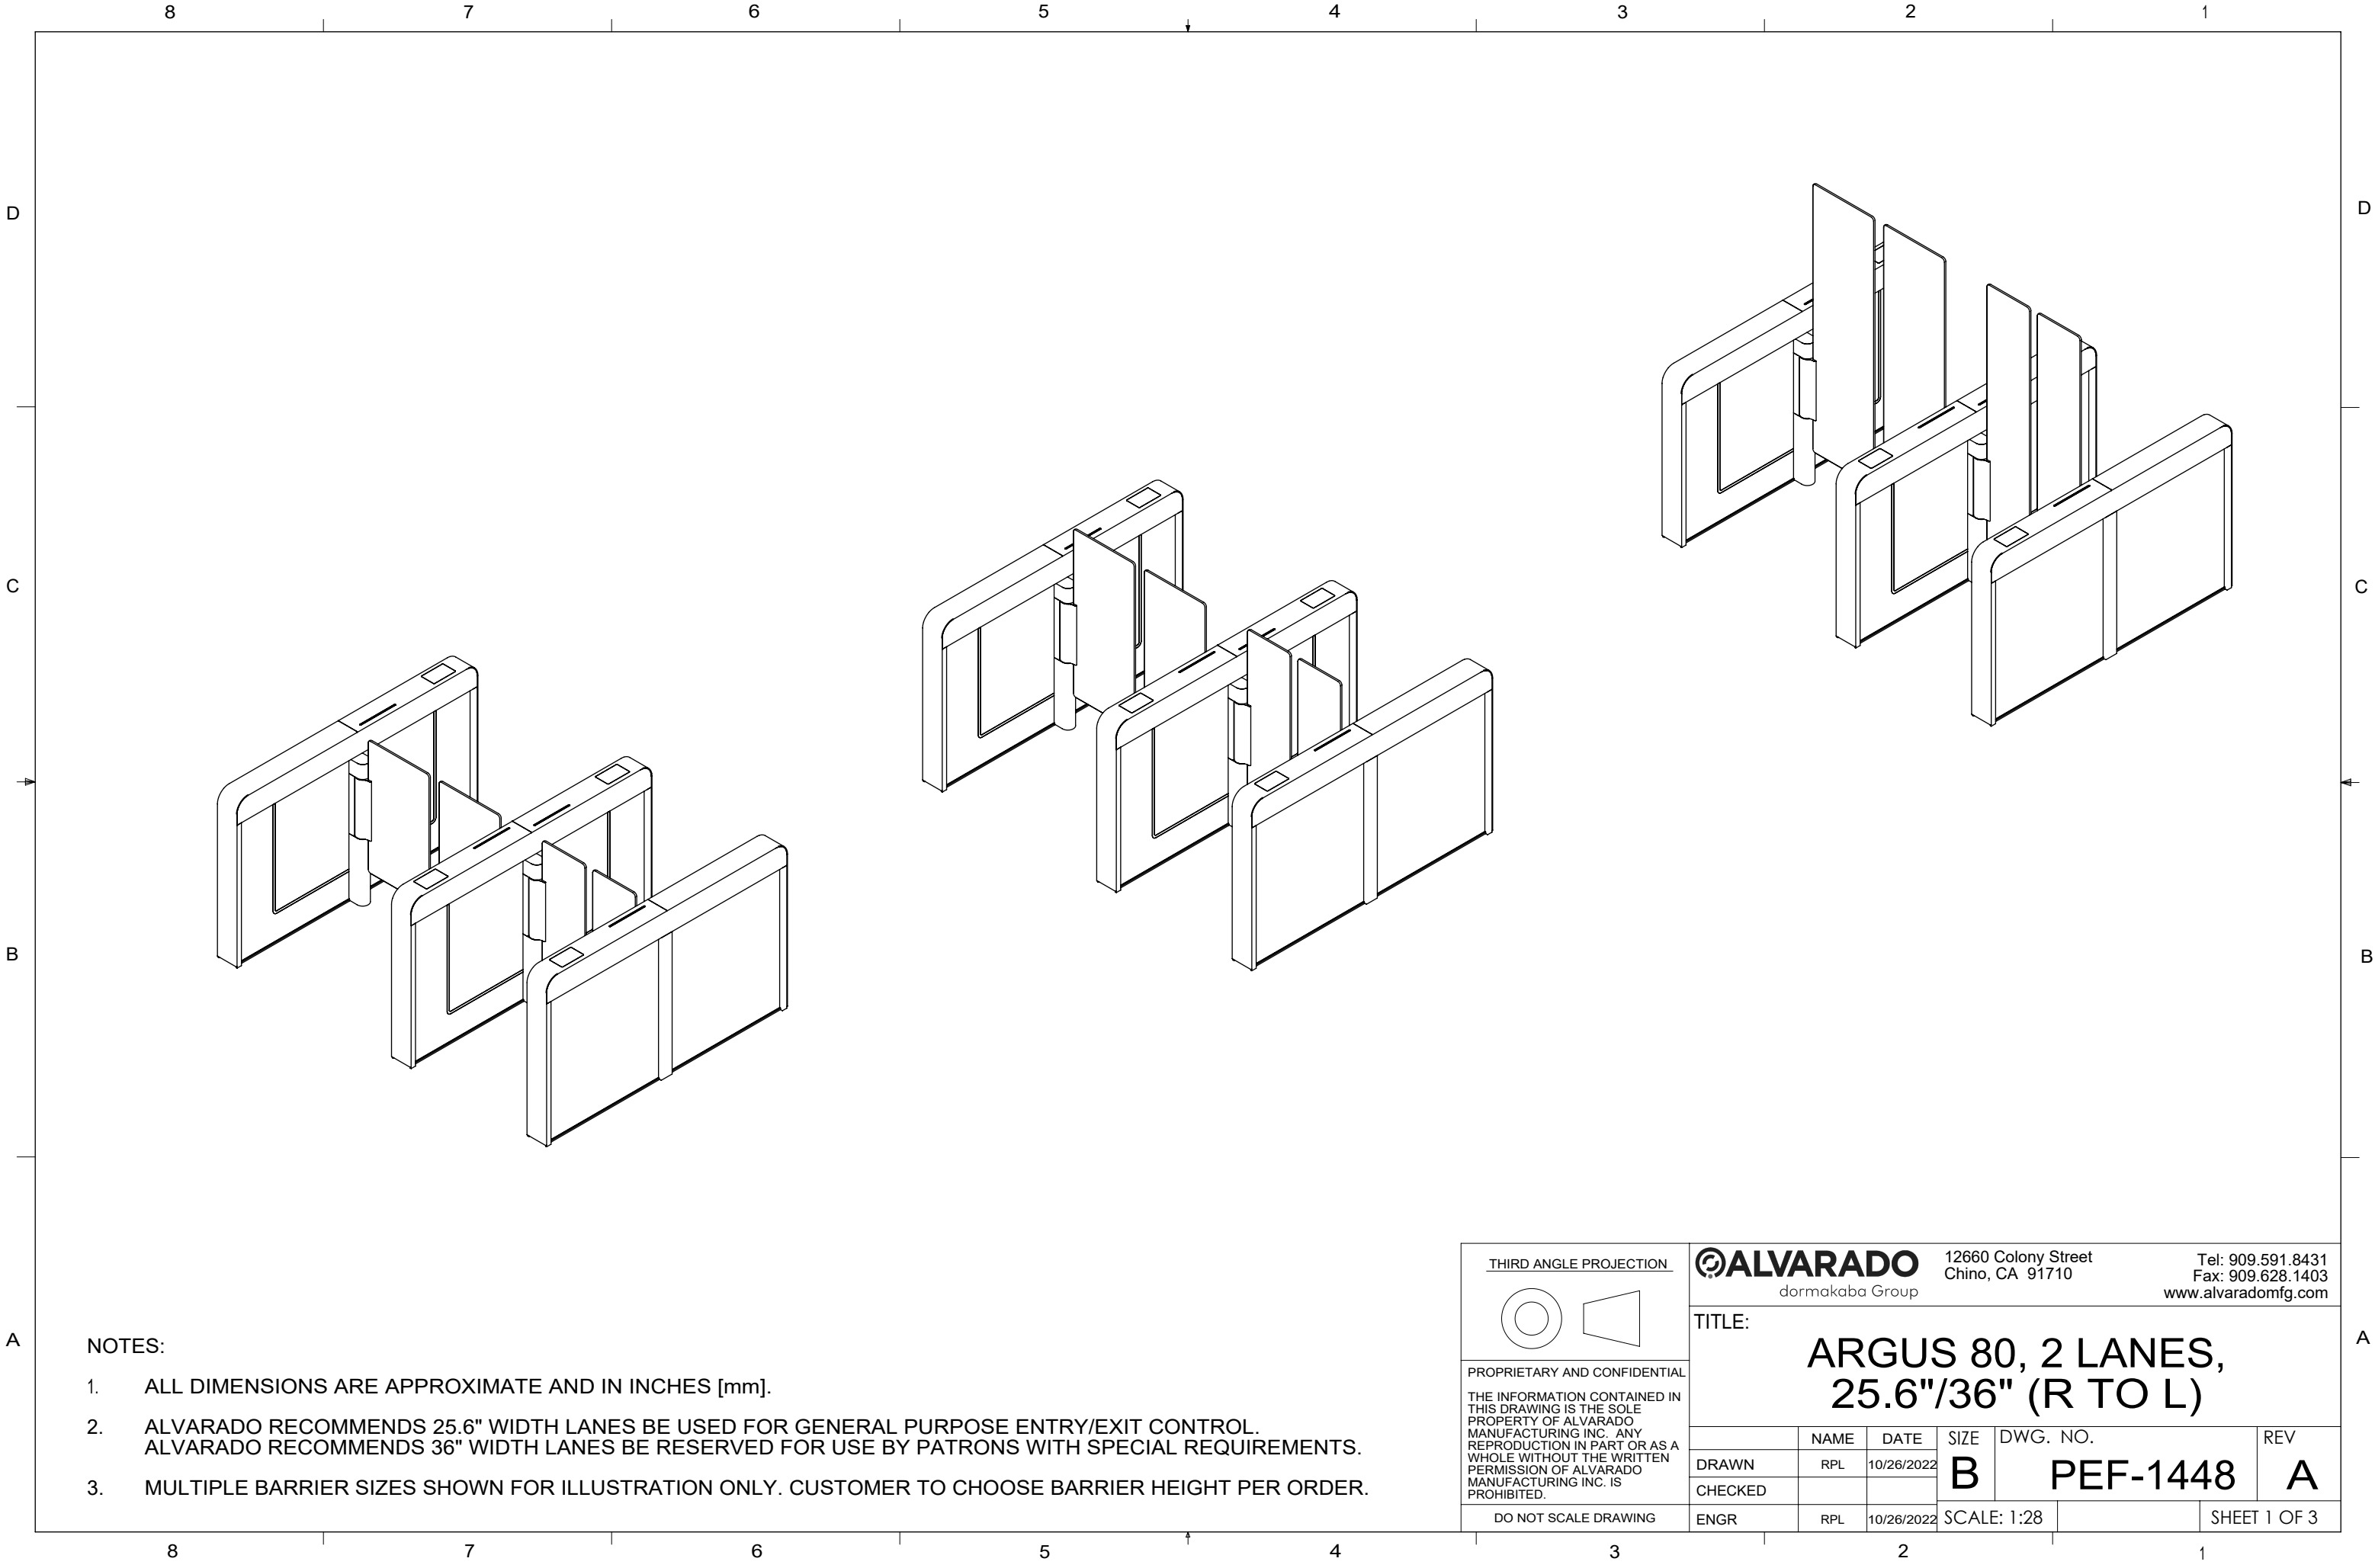 8 7 6 5 4 3 2 1
D D
C C
B B
A A
NOTES:
1. ALL DIMENSIONS ARE APPROXIMATE AND IN INCHES [mm].
2. ALVARADO RECOMMENDS 25.6" WIDTH LANES BE USED FOR GENERAL PURPOSE ENTRY/EXIT CONTROL.
ALVARADO RECOMMENDS 36" WIDTH LANES BE RESERVED FOR USE BY PATRONS WITH SPECIAL REQUIREMENTS.
3. MULTIPLE BARRIER SIZES SHOWN FOR ILLUSTRATION ONLY. CUSTOMER TO CHOOSE BARRIER HEIGHT PER ORDER.
THIRD ANGLE PROJECTION
PROPRIETARY AND CONFIDENTIAL
THE INFORMATION CONTAINED IN
THIS DRAWING IS THE SOLE
PROPERTY OF ALVARADO
MANUFACTURING INC. ANY
REPRODUCTION IN PART OR AS A
WHOLE WITHOUT THE WRITTEN
PERMISSION OF ALVARADO
MANUFACTURING INC. IS
PROHIBITED.
DO NOT SCALE DRAWING
ALVARADO
dormakaba Group
12660 Colony Street
Chino, CA 91710
Tel: 909.591.8431
Fax: 909.628.1403
www.alvaradomfg.com
TITLE:
ARGUS 80, 2 LANES,
25.6"/36" (R TO L)
NAME DATE
DRAWN RPL 10/26/2022
CHECKED
ENGR RPL 10/26/2022
SIZE
B
DWG. NO.
PEF-1448
REV
A
SCALE: 1:28
SHEET 1 OF 3
8 7 6 5 4 3 2 1